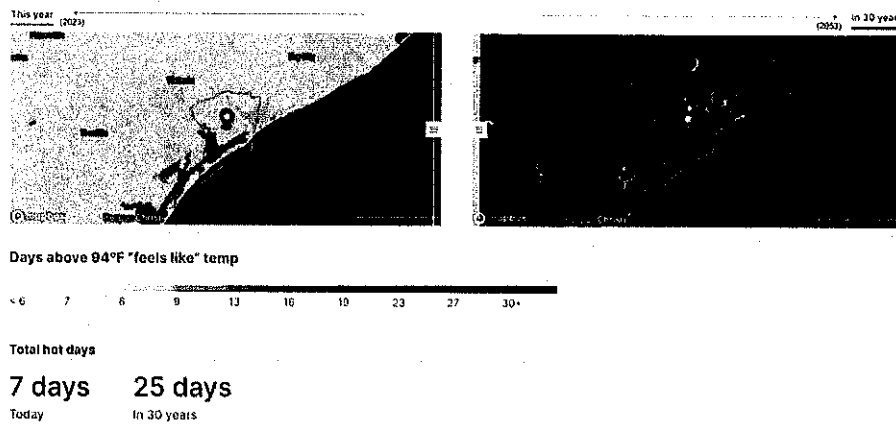 This year
(2023)
In 30 years
(2053)
Days above 94°F "feels like" temp
< 6 7 8 9 13 16 19 23 27 30+
Total hot days
7 days 25 days
Today In 30 years